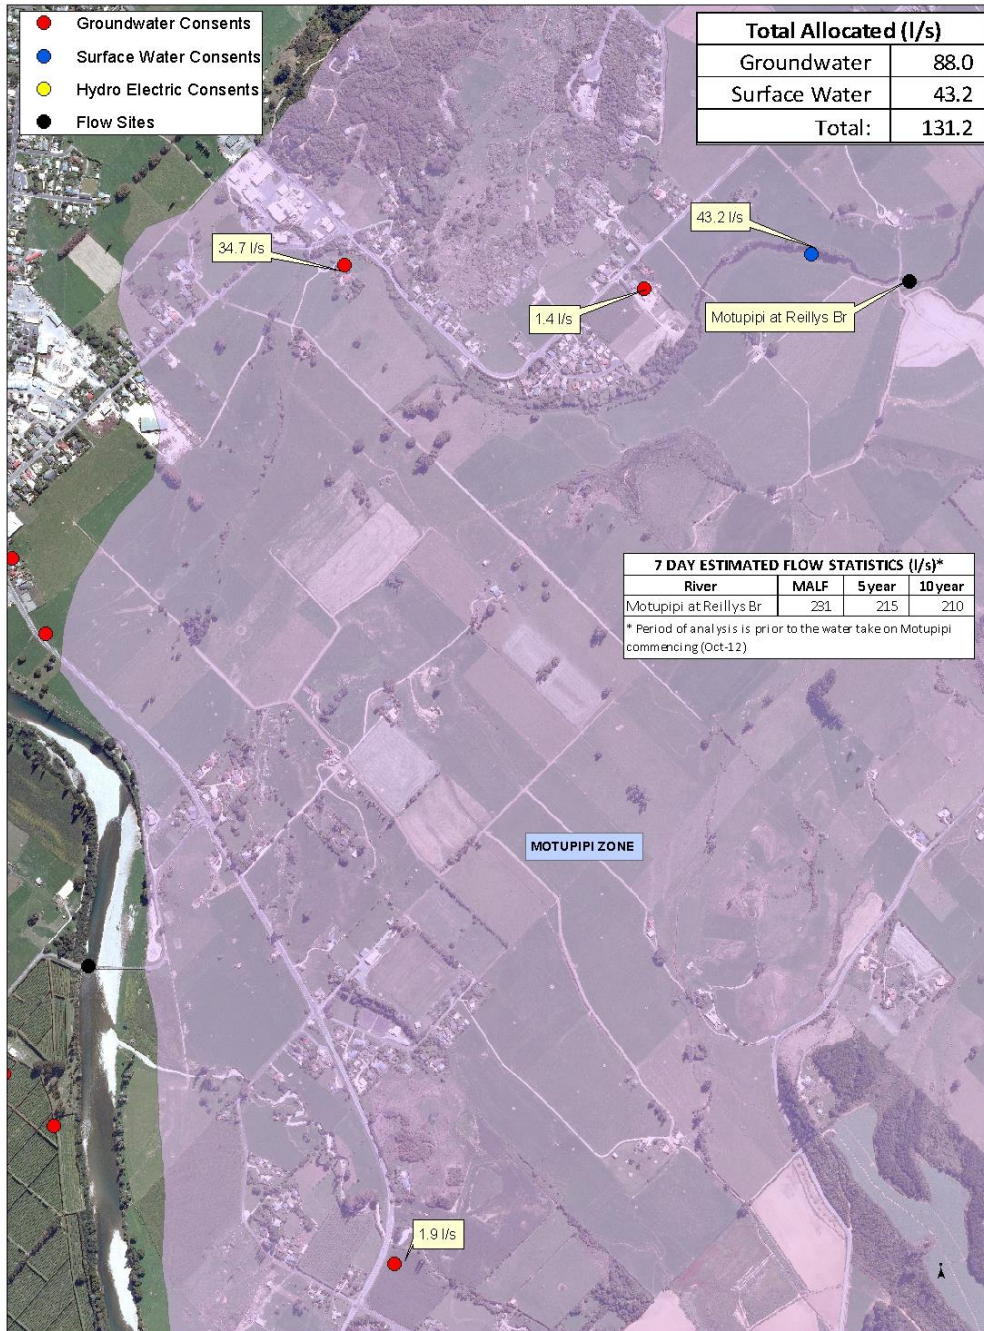 Groundwater Consents
Surface Water Consents
Hydro Electric Consents
Flow Sites
Total Allocated (l/s)
Groundwater 88.0
Surface Water 43.2
Total: 131.2
43.2 l/s
34.7 l/s
1.4 l/s
Motupipi at Reillys Br
7 DAY ESTIMATED FLOW STATISTICS (l/s)*
River MALF 5 year 10 year
Motupipi at Reillys Br 231 215 210
* Period of analysis is prior to the water take on Motupipi
commencing (Oct-12)
MOTUPIPI ZONE
1.9 l/s